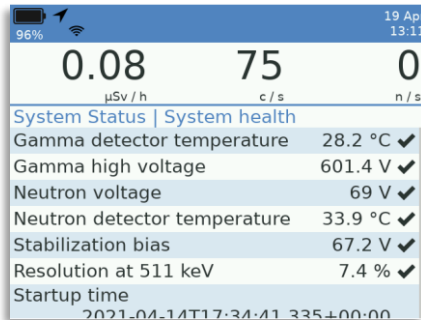 96%
19 Ap
13:11
0.08 75 0
µSv / h c / s n / s
System Status | System health
Gamma detector temperature 28.2 °C ✔
Gamma high voltage 601.4 V ✔
Neutron voltage 69 V ✔
Neutron detector temperature 33.9 °C ✔
Stabilization bias 67.2 V ✔
Resolution at 511 keV 7.4 % ✔
Startup time
2021-04-14T17:34:41.335+00:00